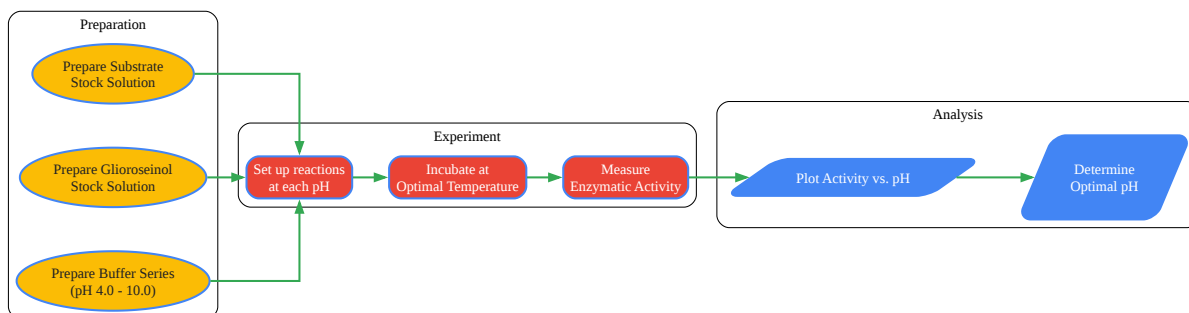 Preparation
Prepare Substrate
Stock Solution
Prepare Glioroseinol
Stock Solution
Prepare Buffer Series
(pH 4.0 - 10.0)
Experiment
Set up reactions
at each pH
Incubate at
Optimal Temperature
Measure
Enzymatic Activity
Analysis
Plot Activity vs. pH
Determine
Optimal pH